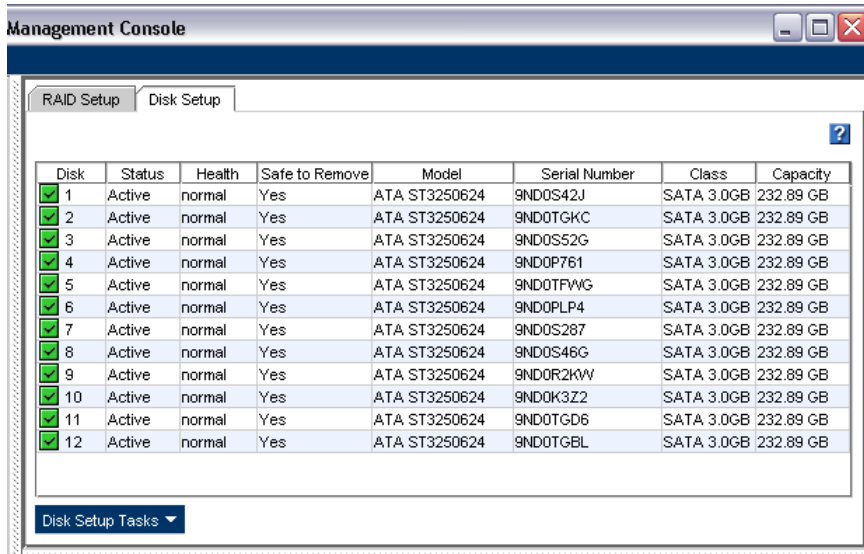 Management Console
RAID Setup Disk Setup
?
Disk Status Health Safe to Remove Model Serial Number Class Capacity
1 Active normal Yes ATA ST3250624 9ND0S42J SATA 3.0GB 232.89 GB
2 Active normal Yes ATA ST3250624 9ND0TGKC SATA 3.0GB 232.89 GB
3 Active normal Yes ATA ST3250624 9ND0S52G SATA 3.0GB 232.89 GB
4 Active normal Yes ATA ST3250624 9ND0P761 SATA 3.0GB 232.89 GB
5 Active normal Yes ATA ST3250624 9ND0TFWG SATA 3.0GB 232.89 GB
6 Active normal Yes ATA ST3250624 9ND0PLP4 SATA 3.0GB 232.89 GB
7 Active normal Yes ATA ST3250624 9ND0S287 SATA 3.0GB 232.89 GB
8 Active normal Yes ATA ST3250624 9ND0S46G SATA 3.0GB 232.89 GB
9 Active normal Yes ATA ST3250624 9ND0R2KW SATA 3.0GB 232.89 GB
10 Active normal Yes ATA ST3250624 9ND0K3Z2 SATA 3.0GB 232.89 GB
11 Active normal Yes ATA ST3250624 9ND0TGD6 SATA 3.0GB 232.89 GB
12 Active normal Yes ATA ST3250624 9ND0TGBL SATA 3.0GB 232.89 GB
Disk Setup Tasks